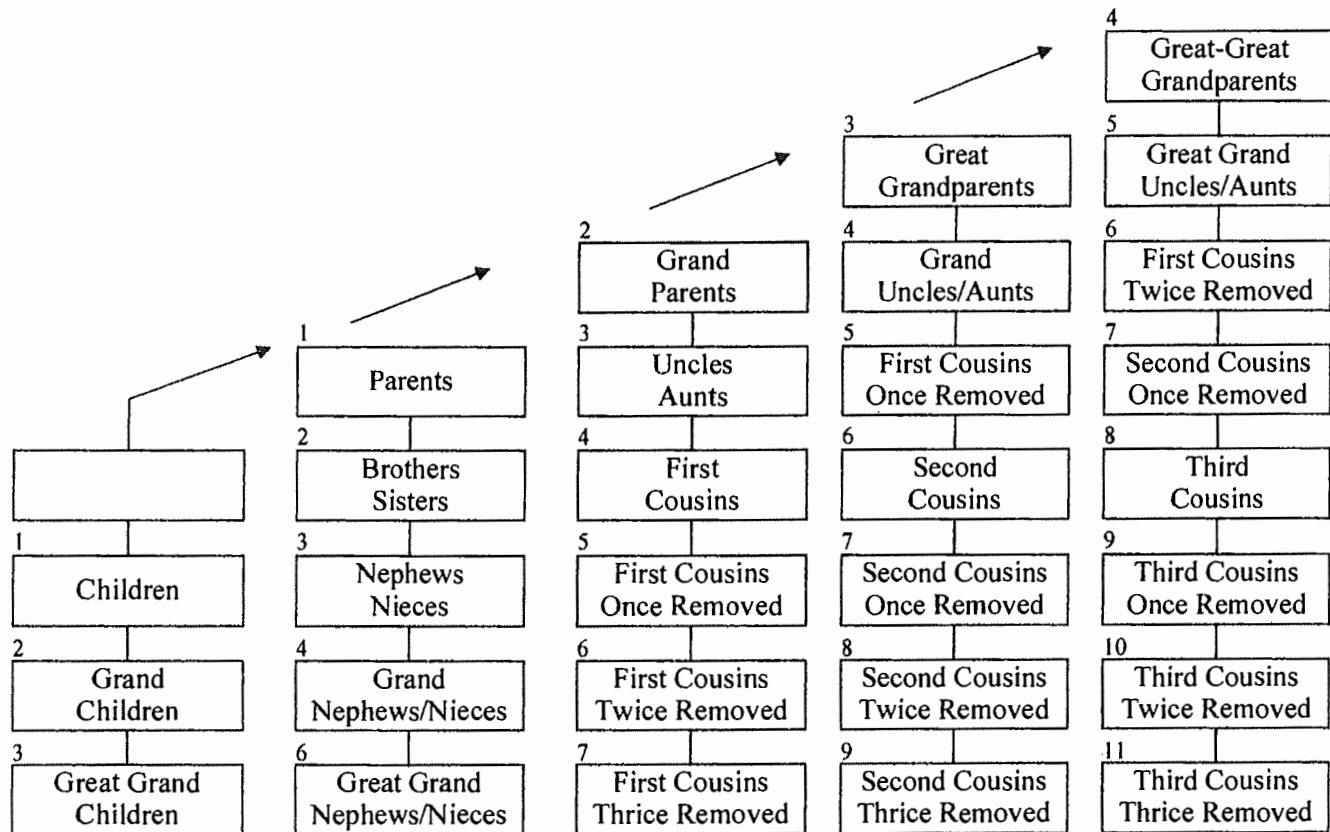 4
Great-Great
Grandparents
3
Great
Grandparents
5
Great Grand
Uncles/Aunts
2
Grand
Parents
4
Grand
Uncles/Aunts
6
First Cousins
Twice Removed
1
Parents
3
Uncles
Aunts
5
First Cousins
Once Removed
7
Second Cousins
Once Removed
2
Brothers
Sisters
4
First
Cousins
6
Second
Cousins
8
Third
Cousins
1
Children
3
Nephews
Nieces
5
First Cousins
Once Removed
7
Second Cousins
Once Removed
9
Third Cousins
Once Removed
2
Grand
Children
4
Grand
Nephews/Nieces
6
First Cousins
Twice Removed
8
Second Cousins
Twice Removed
10
Third Cousins
Twice Removed
3
Great Grand
Children
6
Great Grand
Nephews/Nieces
7
First Cousins
Thrice Removed
9
Second Cousins
Thrice Removed
11
Third Cousins
Thrice Removed